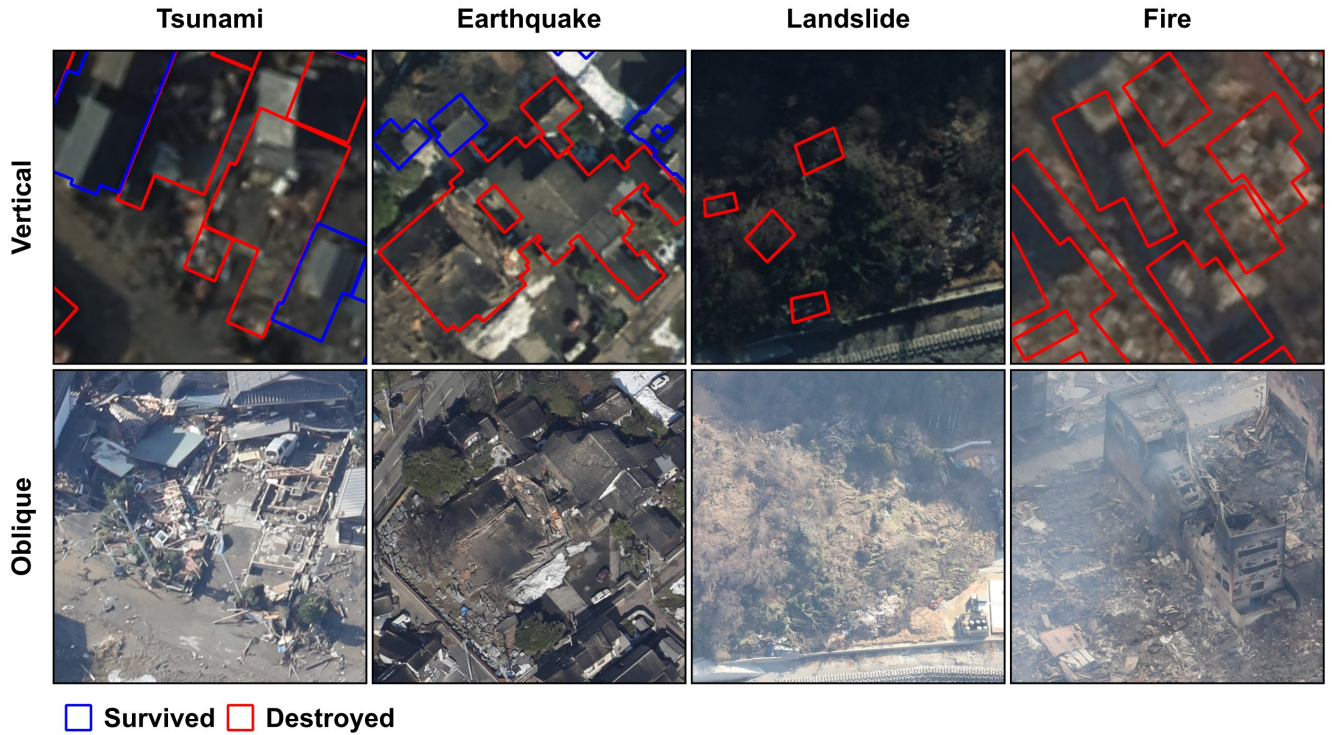 Tsunami
Earthquake
Landslide
Fire
Vertical
Oblique
Survived
Destroyed